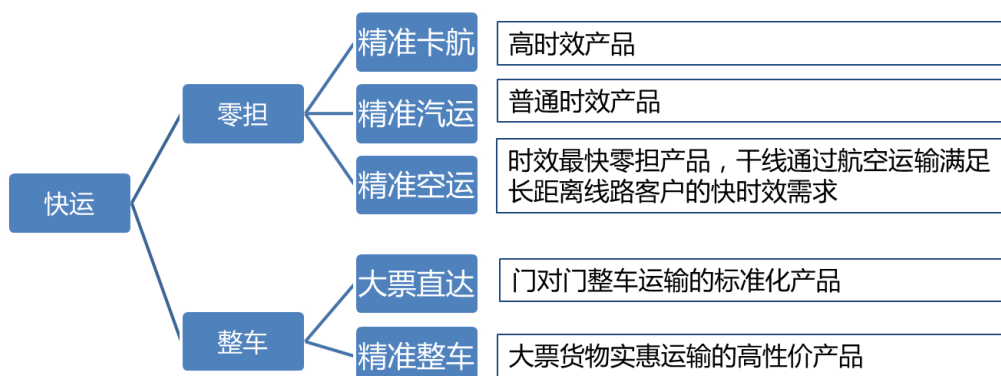 精准卡航
高时效产品
零担
精准汽运
普通时效产品
精准空运
时效最快零担产品，干线通过航空运输满足
长距离线路客户的快时效需求
快运
大票直达
门对门整车运输的标准化产品
整车
精准整车
大票货物实惠运输的高性价产品